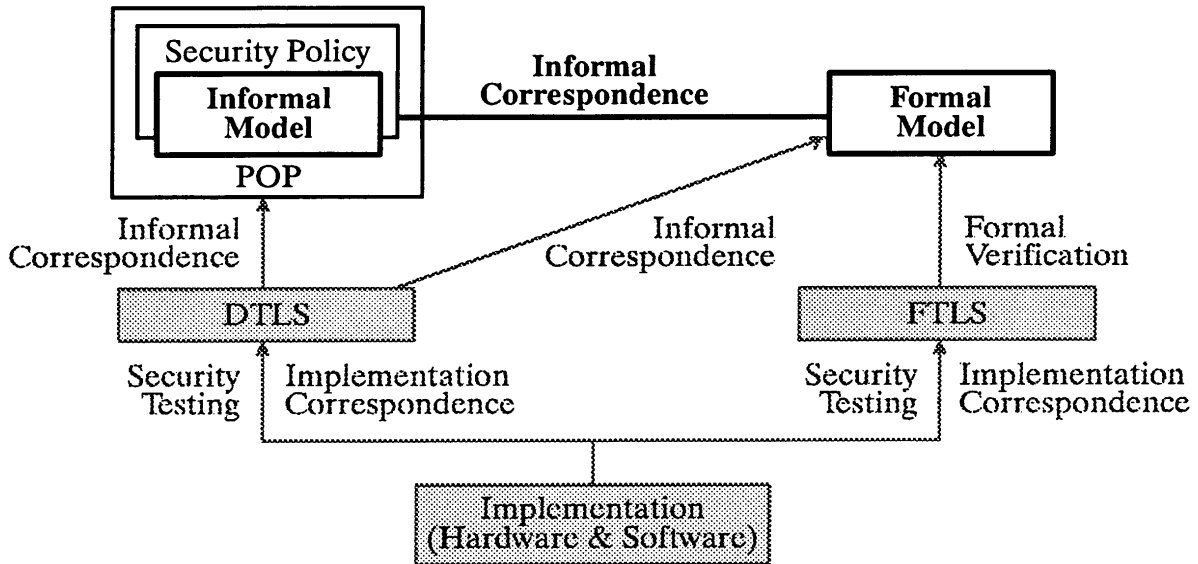 Security Policy
Informal
Model
POP
Informal
Correspondence
Formal
Model
Informal
Correspondence
Informal
Correspondence
Formal
Verification
DTLS
FTLS
Security
Testing
Implementation
Correspondence
Security
Testing
Implementation
Correspondence
Implementation
(Hardware & Software)